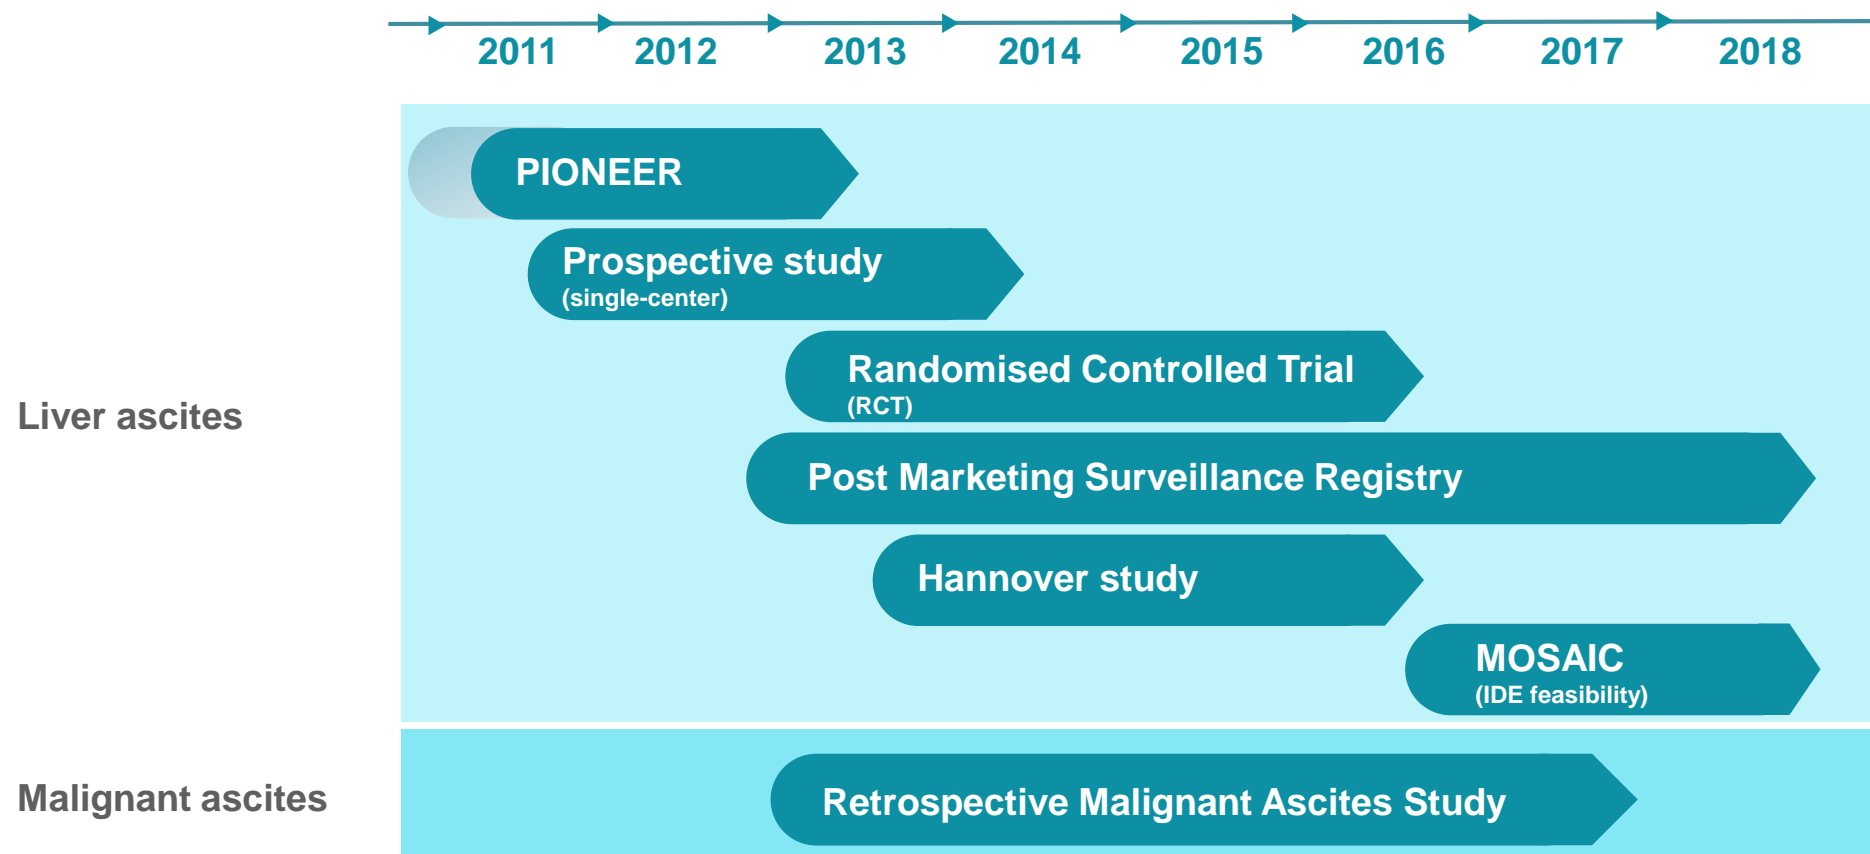 2011 2012 2013 2014 2015 2016 2017 2018
PIONEER
Prospective study
(single-center)
Randomised Controlled Trial
(RCT)
Liver ascites
Post Marketing Surveillance Registry
Hannover study
MOSAIC
(IDE feasibility)
Malignant ascites
Retrospective Malignant Ascites Study